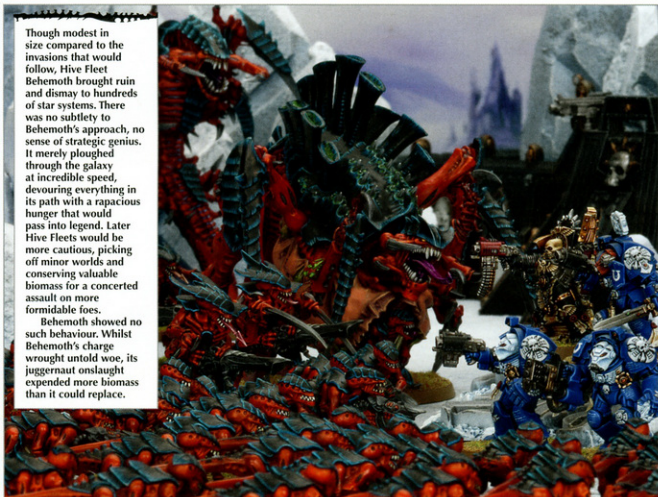 Though modest in
size compared to the
invasions that would
follow, Hive Fleet
Behemoth brought ruin
and dismay to hundreds
of star systems. There
was no subtlety to
Behemoth's approach, no
sense of strategic genius.
It merely ploughed
through the galaxy
at incredible speed,
devouring everything in
its path with a rapacious
hunger that would
pass into legend. Later
Hive Fleets would be
more cautious, picking
off minor worlds and
conserving valuable
biomass for a concerted
assault on more
formidable foes.
Behemoth showed no
such behaviour. Whilst
Behemoth's charge
wrought untold woe, its
juggernaut onslaught
expended more biomass
than it could replace.